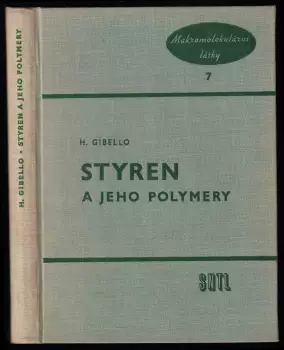 H. GIBELLO • STYREN A JEHO POLYMERY
Makromolekulární
látky
7
H. GIBELLO
STYREN
A JEHO POLYMERY
SNTL